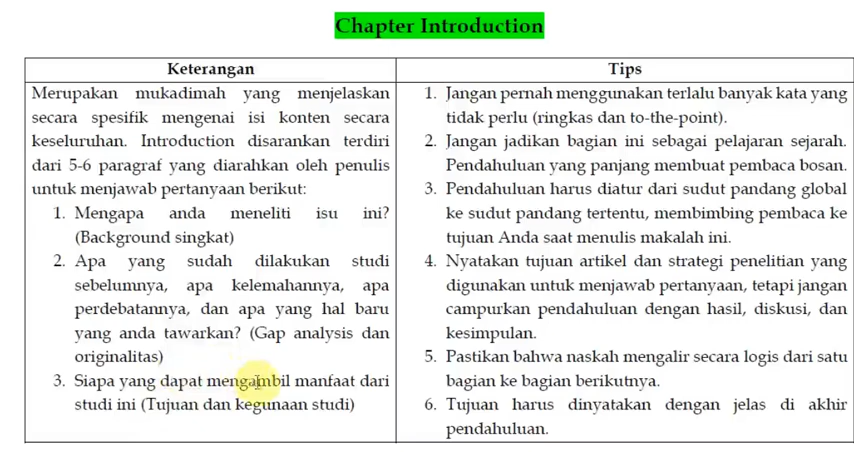 Chapter Introduction
Keterangan
Merupakan mukadimah yang menjelaskan
secara spesifik mengenai isi konten secara
keseluruhan. Introduction disarankan terdiri
dari 5-6 paragraf yang diarahkan oleh penulis
untuk menjawab pertanyaan berikut:
1. Mengapa anda meneliti isu ini?
(Background singkat)
2. Apa yang sudah dilakukan studi
sebelumnya, apa kelemahannya, apa
perdebatannya, dan apa yang hal baru
yang anda tawarkan? (Gap analysis dan
originalitas)
3. Siapa yang dapat mengambil manfaat dari
studi ini (Tujuan dan kegunaan studi)
Tips
1. Jangan pernah menggunakan terlalu banyak kata yang
tidak perlu (ringkas dan to-the-point).
2. Jangan jadikan bagian ini sebagai pelajaran sejarah.
Pendahuluan yang panjang membuat pembaca bosan.
3. Pendahuluan harus diatur dari sudut pandang global
ke sudut pandang tertentu, membimbing pembaca ke
tujuan Anda saat menulis makalah ini.
4. Nyatakan tujuan artikel dan strategi penelitian yang
digunakan untuk menjawab pertanyaan, tetapi jangan
campurkan pendahuluan dengan hasil, diskusi, dan
kesimpulan.
5. Pastikan bahwa naskah mengalir secara logis dari satu
bagian ke bagian berikutnya.
6. Tujuan harus dinyatakan dengan jelas di akhir
pendahuluan.